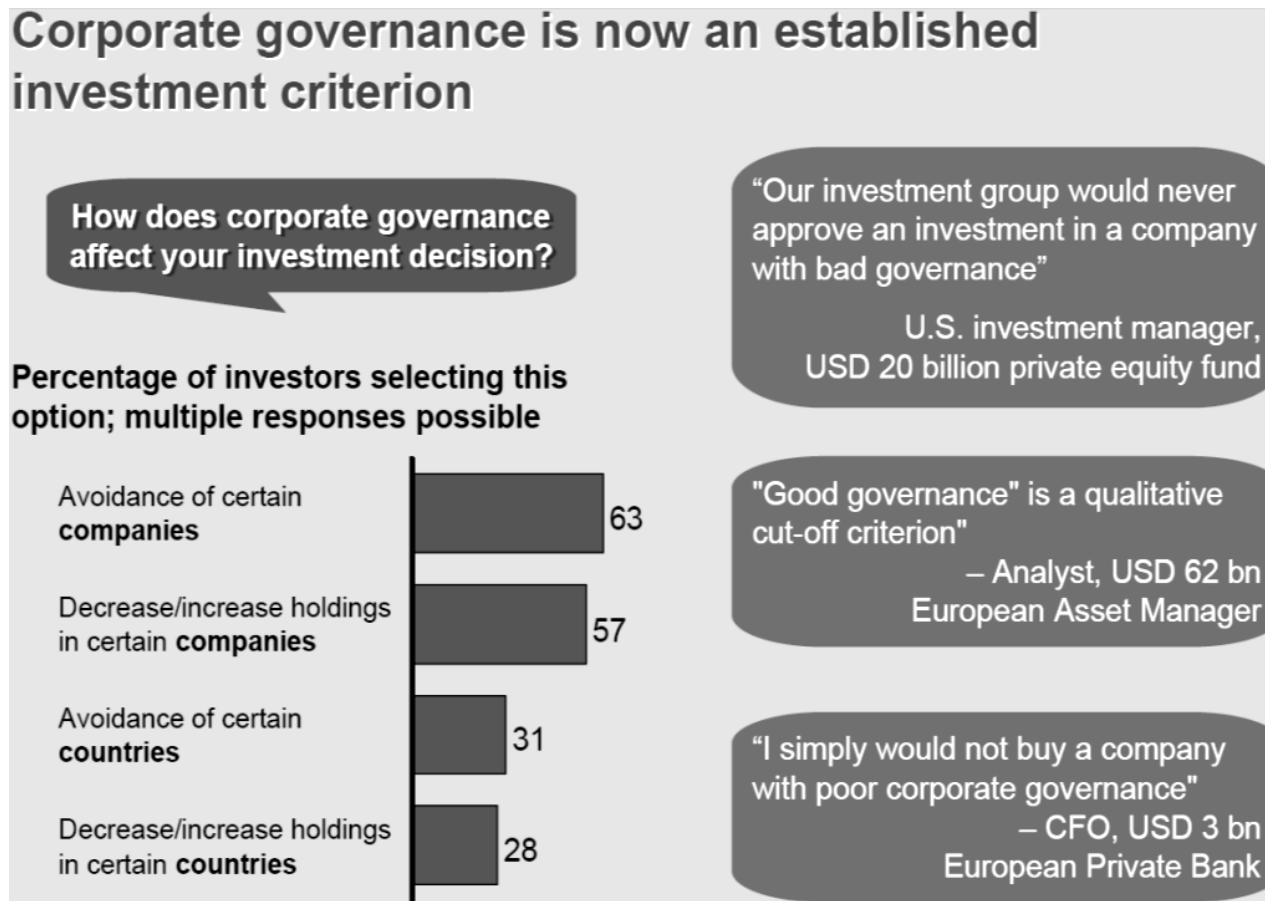 Corporate governance is now an established
investment criterion
How does corporate governance
affect your investment decision?
Percentage of investors selecting this
option; multiple responses possible
Avoidance of certain
companies
63
Decrease/increase holdings
in certain companies
57
Avoidance of certain
countries
31
Decrease/increase holdings
in certain countries
28
“Our investment group would never
approve an investment in a company
with bad governance”
U.S. investment manager,
USD 20 billion private equity fund
"Good governance" is a qualitative
cut-off criterion"
– Analyst, USD 62 bn
European Asset Manager
“I simply would not buy a company
with poor corporate governance"
– CFO, USD 3 bn
European Private Bank